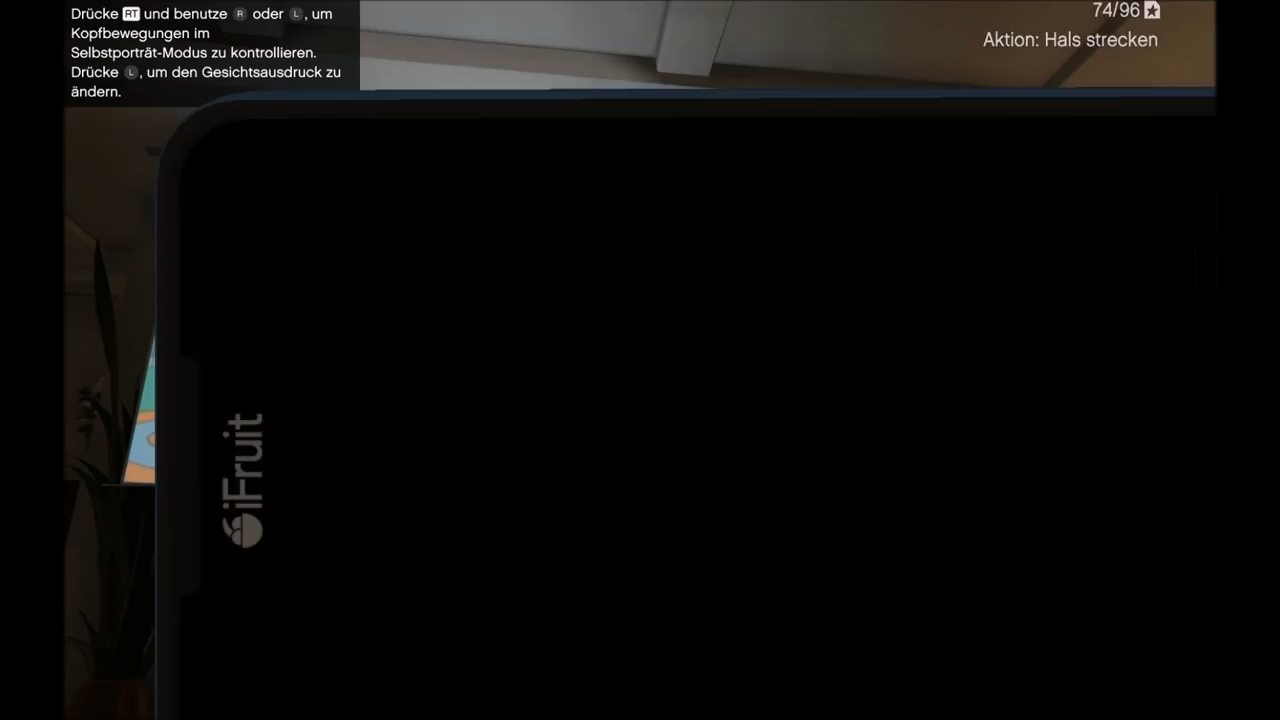 Drücke RT und benutze R oder L, um
Kopfbewegungen im
Selbstporträt-Modus zu kontrollieren.
Drücke L, um den Gesichtsausdruck zu
ändern.
74/96
Aktion: Hals strecken
iFruit